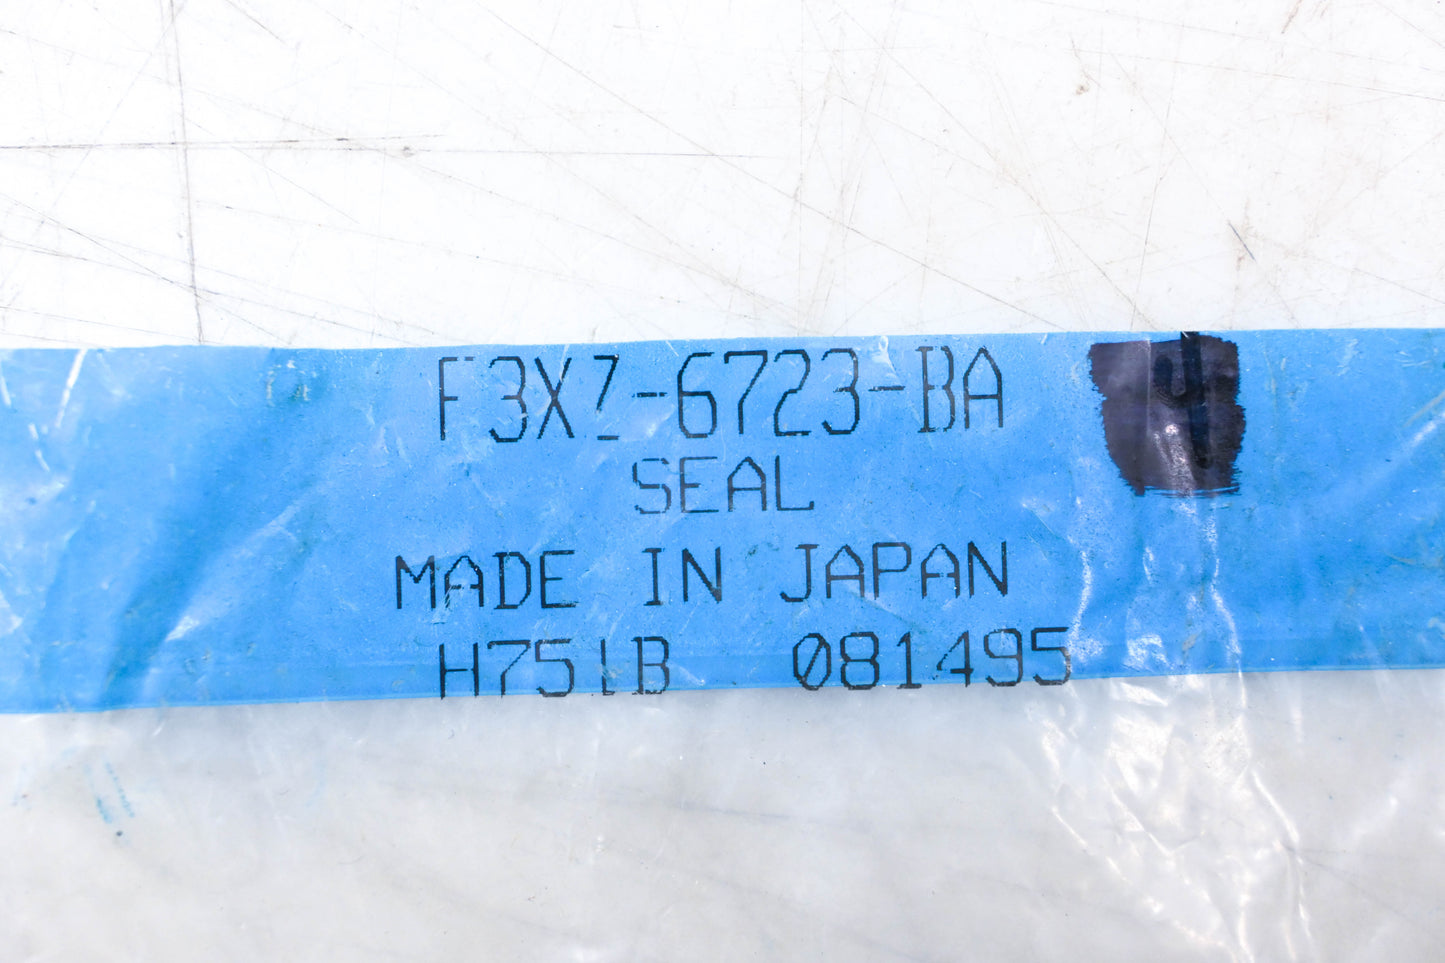 F3XZ-6723-BA
SEAL
MADE IN JAPAN
H751B 081495